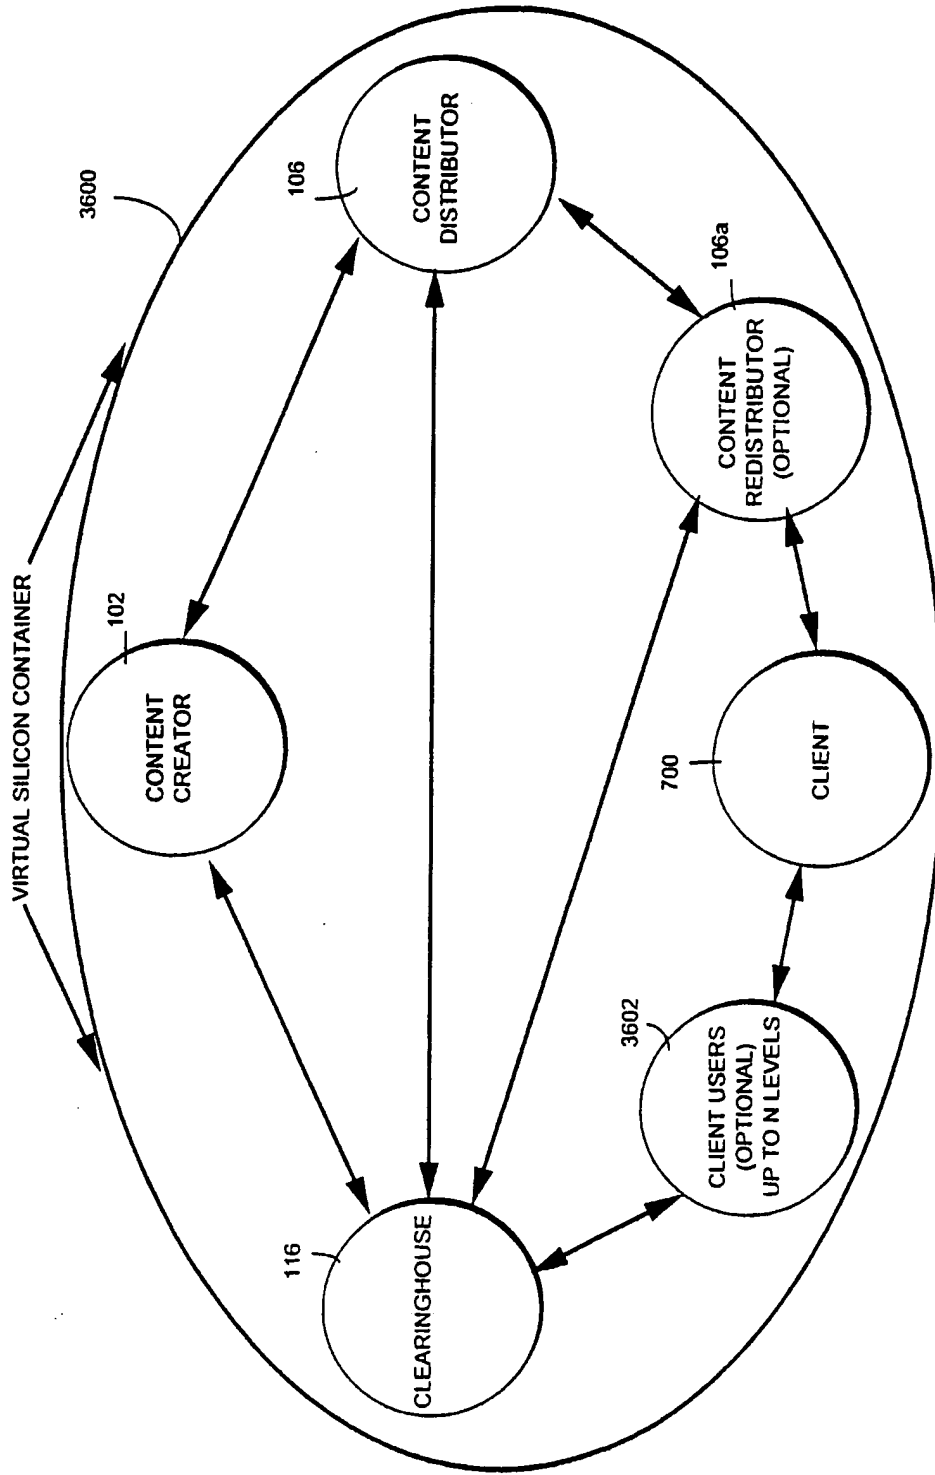 VIRTUAL SILICON CONTAINER
3600
102
CONTENT
CREATOR
106
CONTENT
DISTRIBUTOR
116
CLEARINGHOUSE
106a
CONTENT
REDISTRIBUTOR
(OPTIONAL)
3602
CLIENT USERS
(OPTIONAL)
UP TO N LEVELS
700
CLIENT